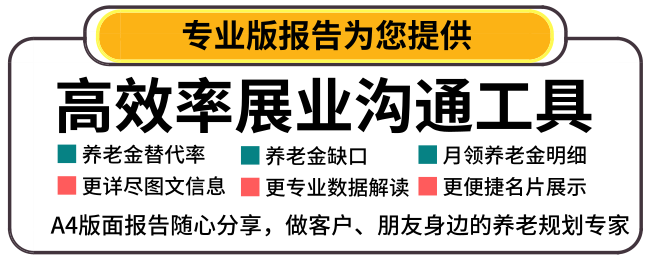 专业版报告为您提供
高效率展业沟通工具
养老金替代率 养老金缺口 月领养老金明细
更详尽图文信息 更专业数据解读 更便捷名片展示
A4版面报告随心分享，做客户、朋友身边的养老规划专家